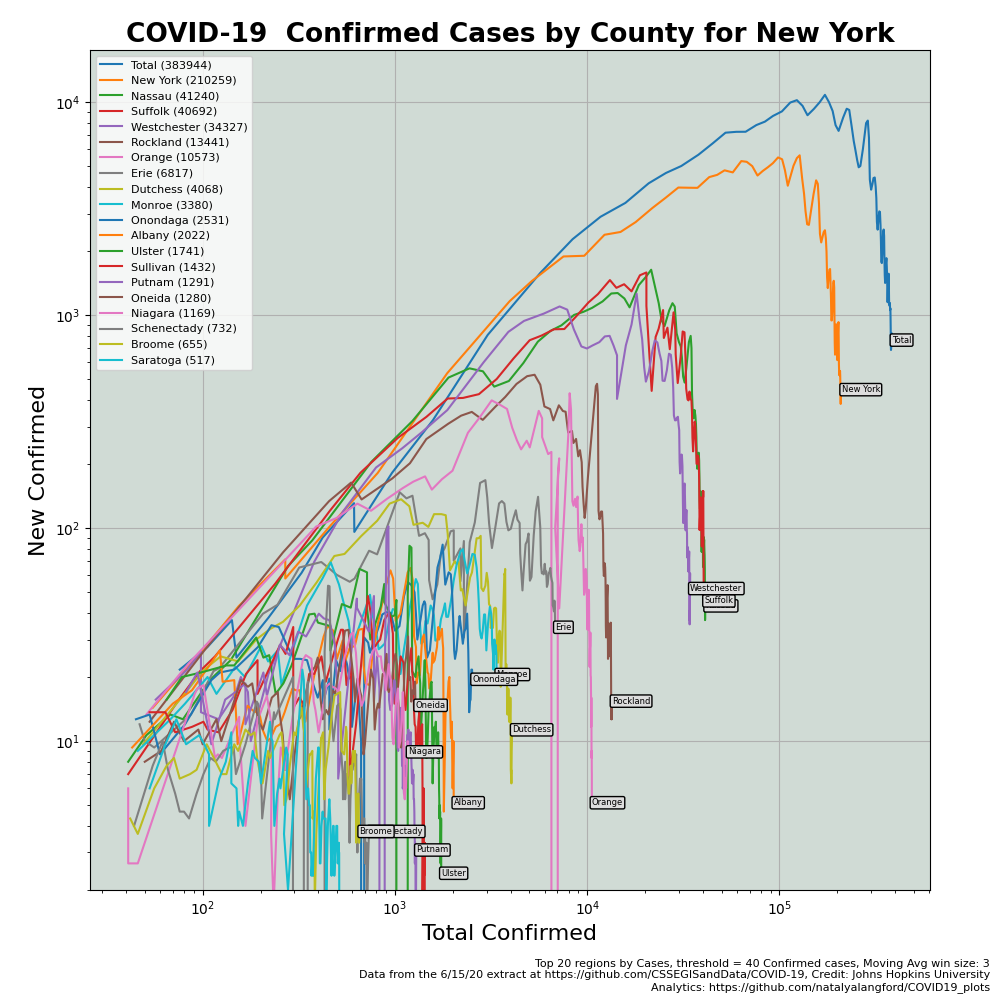 COVID-19  Confirmed Cases by County for New York
Total (383944)
New York (210259)
Nassau (41240)
Suffolk (40692)
Westchester (34327)
Rockland (13441)
Orange (10573)
Erie (6817)
Dutchess (4068)
Monroe (3380)
Onondaga (2531)
Albany (2022)
Ulster (1741)
Sullivan (1432)
Putnam (1291)
Oneida (1280)
Niagara (1169)
Schenectady (732)
Broome (655)
Saratoga (517)
10⁴
10³
10²
10¹
New Confirmed
Total
New York
Westchester
Suffolk
Erie
Onondaga
Rockland
Oneida
Dutchess
Niagara
Orange
Albany
Broome
Putnam
Ulster
10²
10³
10⁴
10⁵
Total Confirmed
Top 20 regions by Cases, threshold = 40 Confirmed cases, Moving Avg win size: 3
Data from the 6/15/20 extract at https://github.com/CSSEGISandData/COVID-19, Credit: Johns Hopkins University
Analytics: https://github.com/natalyalangford/COVID19_plots